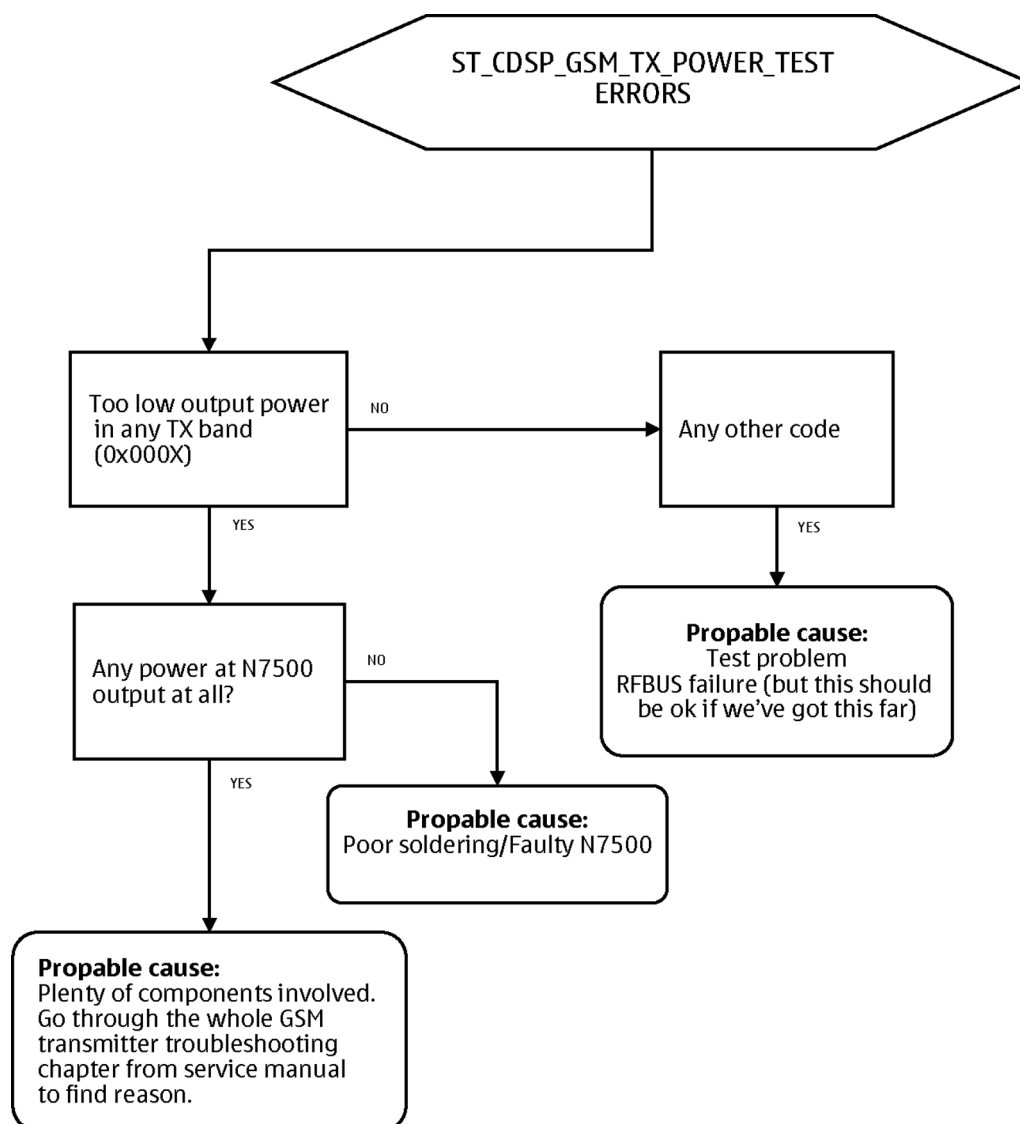 ST_CDSP_GSM_TX_POWER_TEST
ERRORS
Too low output power
in any TX band
(0x000X)
NO
Any other code
YES
YES
Any power at N7500
output at all?
NO
Propable cause:
Test problem
RFBUS failure (but this should
be ok if we've got this far)
YES
Propable cause:
Poor soldering/Faulty N7500
Propable cause:
Plenty of components involved.
Go through the whole GSM
transmitter troubleshooting
chapter from service manual
to find reason.